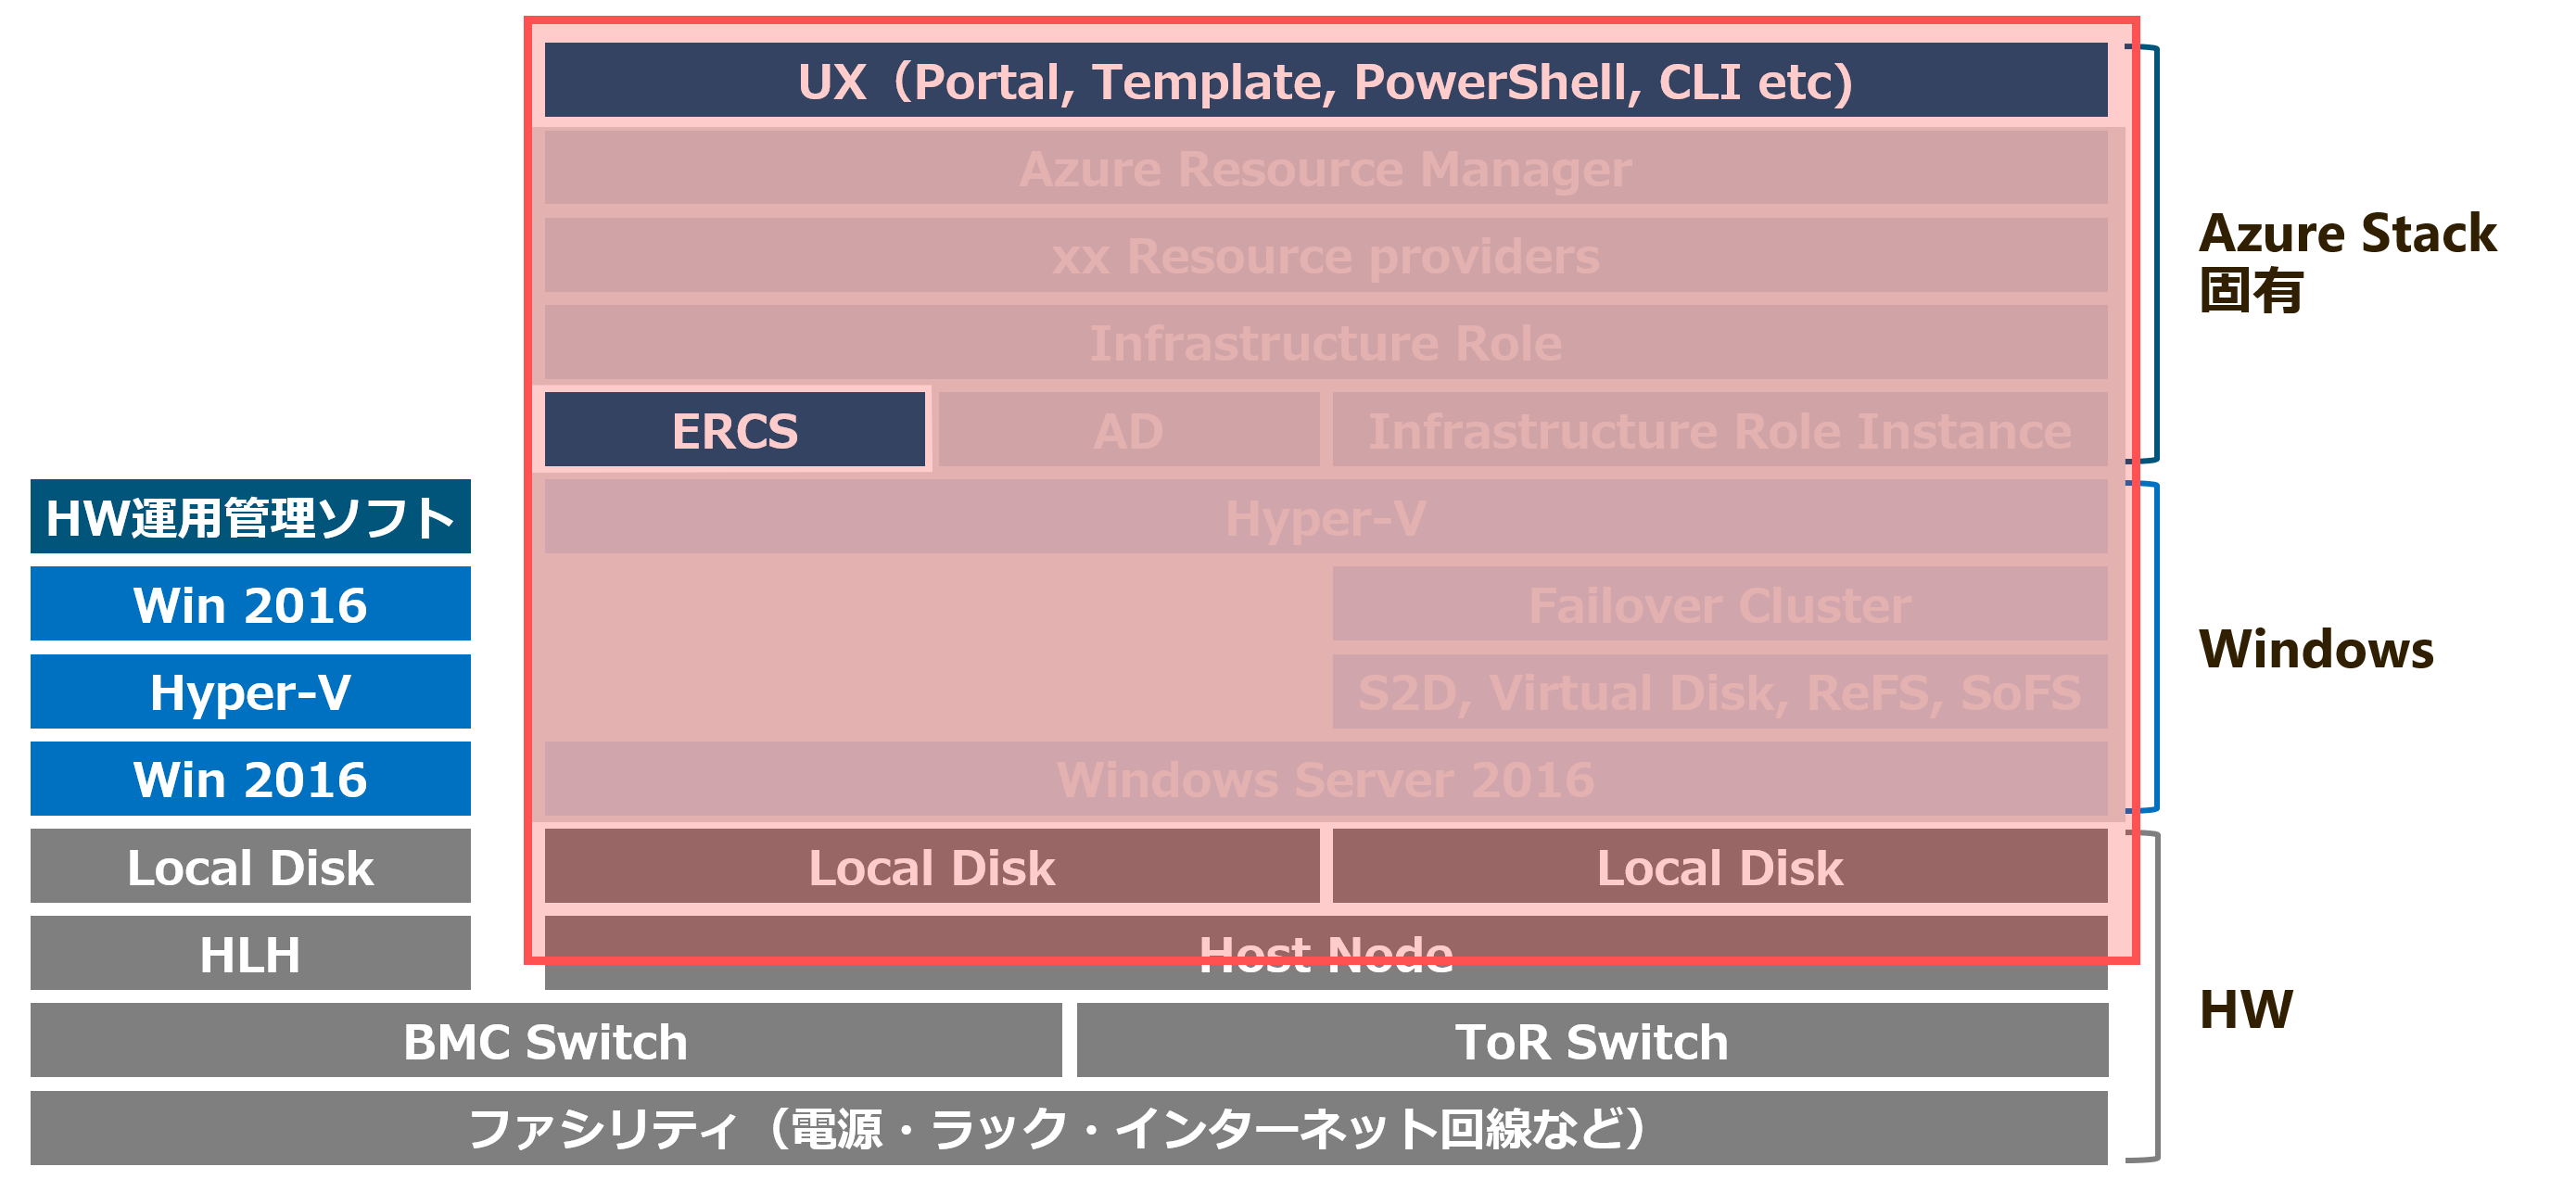 UX（Portal, Template, PowerShell, CLI etc)
Azure Resource Manager
xx Resource providers
Infrastructure Role
ERCS
AD
Infrastructure Role Instance
Azure Stack
固有
HW運用管理ソフト
Hyper-V
Win 2016
Failover Cluster
Hyper-V
S2D, Virtual Disk, ReFS, SoFS
Windows
Win 2016
Windows Server 2016
Local Disk
Local Disk
Local Disk
HLH
Host Node
HW
BMC Switch
ToR Switch
ファシリティ（電源・ラック・インターネット回線など）